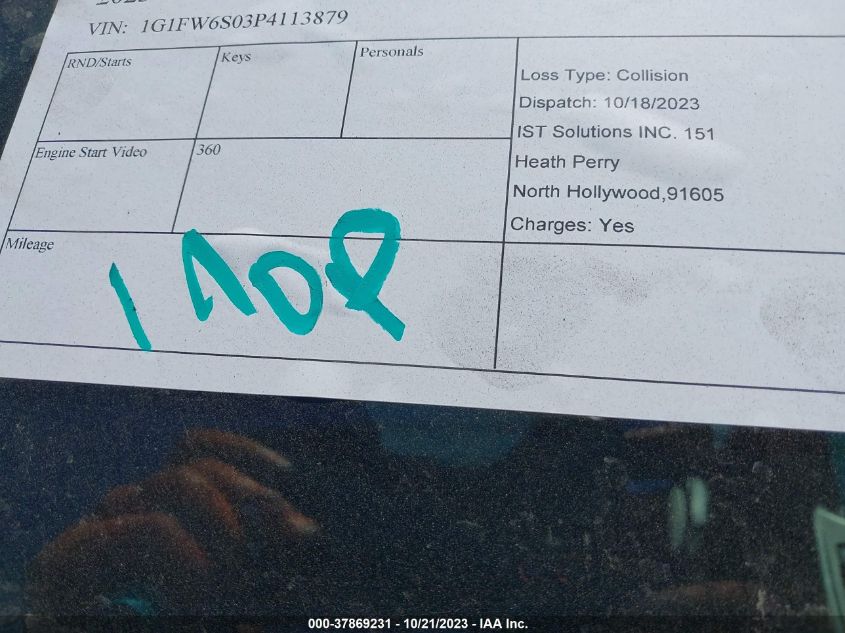 VIN: 1G1FW6S03P4113879
RND/Starts
Keys
Personals
Engine Start Video
360
Mileage
Loss Type: Collision
Dispatch: 10/18/2023
IST Solutions INC. 151
Heath Perry
North Hollywood,91605
Charges: Yes
000-37869231 - 10/21/2023 - IAA Inc.